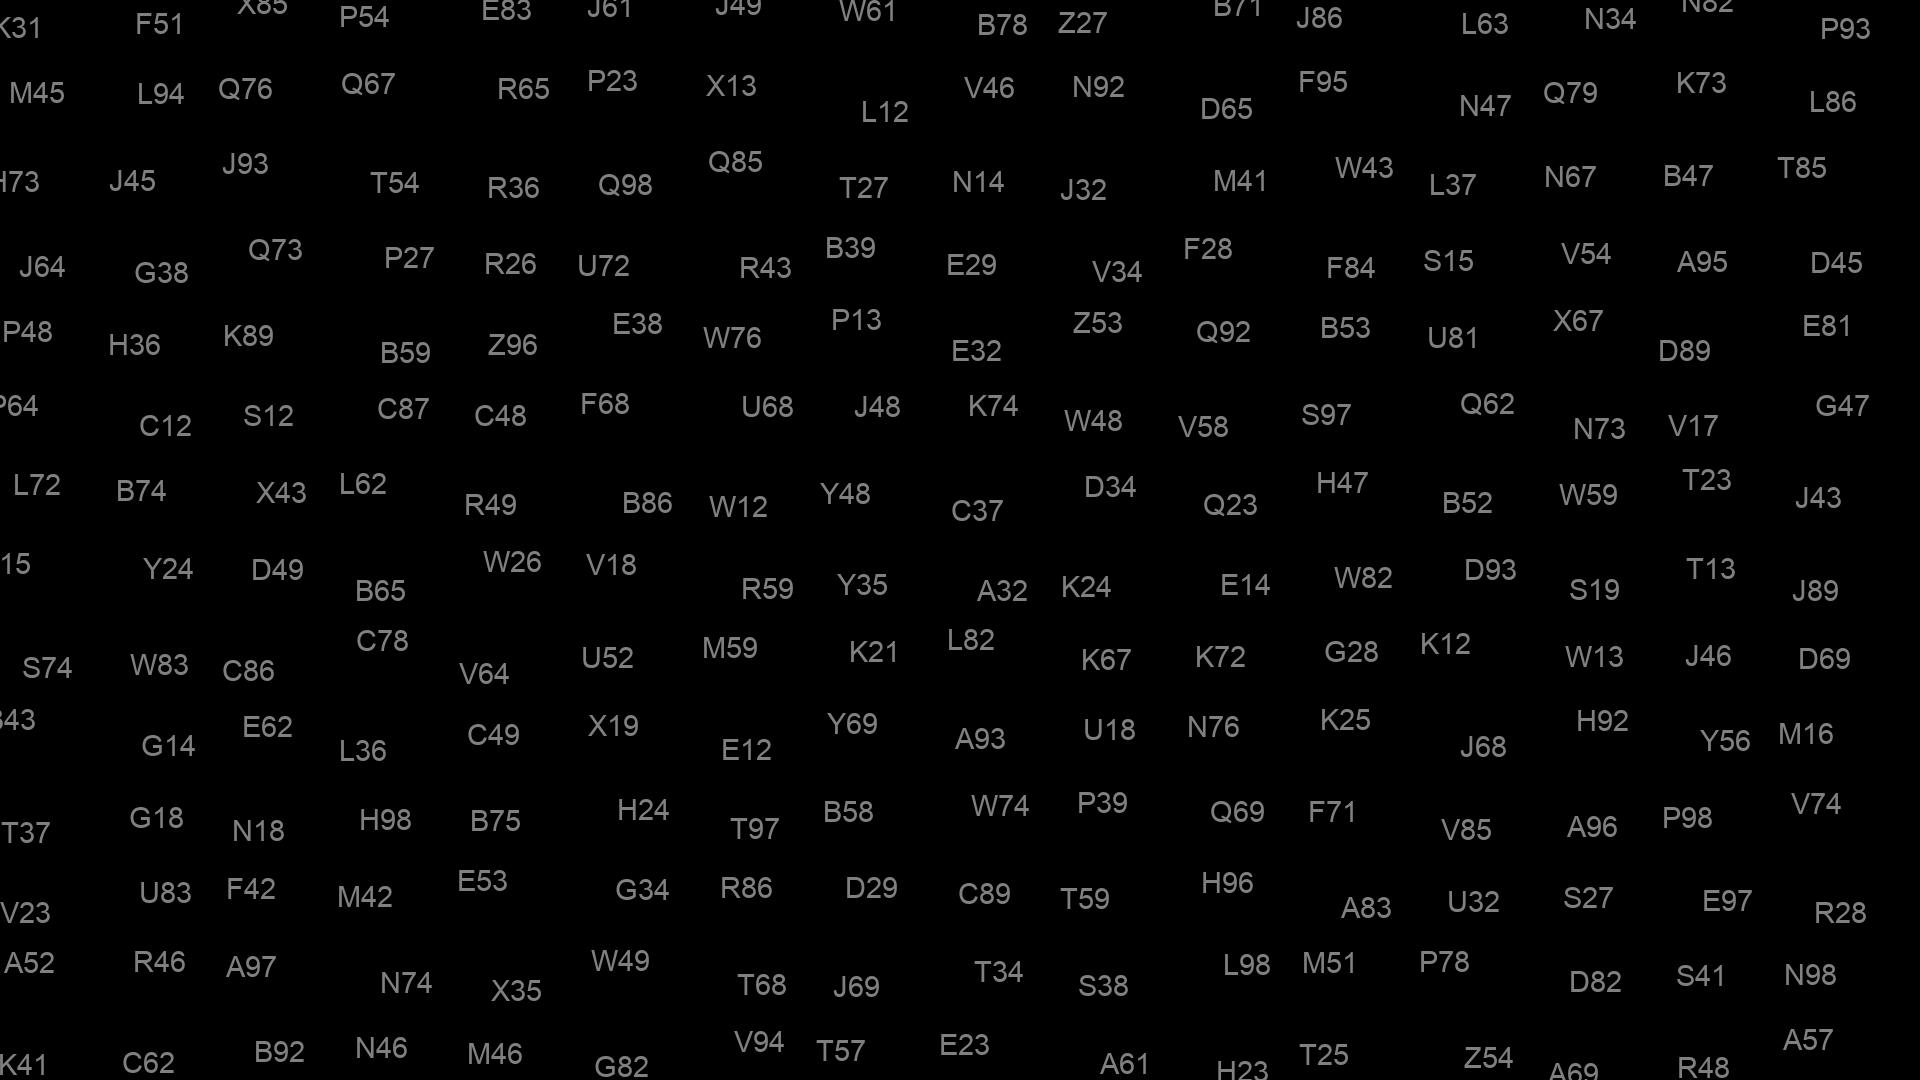 K31 F51 X85 P54 E83 J61 J49 W61 B78 Z27 B71 J86 L63 N34 N82 P93
M45 L94 Q76 Q67 R65 P23 X13 L12 V46 N92 D65 F95 N47 Q79 K73 L86
H73 J45 J93 T54 R36 Q98 Q85 T27 N14 J32 M41 W43 L37 N67 B47 T85
J64 G38 Q73 P27 R26 U72 R43 B39 E29 V34 F28 F84 S15 V54 A95 D45
P48 H36 K89 B59 Z96 E38 W76 P13 E32 Z53 Q92 B53 U81 X67 D89 E81
P64 C12 S12 C87 C48 F68 U68 J48 K74 W48 V58 S97 Q62 N73 V17 G47
L72 B74 X43 L62 R49 B86 W12 Y48 C37 D34 Q23 H47 B52 W59 T23 J43
15 Y24 D49 B65 W26 V18 R59 Y35 A32 K24 E14 W82 D93 S19 T13 J89
S74 W83 C86 C78 V64 U52 M59 K21 L82 K67 K72 G28 K12 W13 J46 D69
43 G14 E62 L36 C49 X19 E12 Y69 A93 U18 N76 K25 J68 H92 Y56 M16
T37 G18 N18 H98 B75 H24 T97 B58 W74 P39 Q69 F71 V85 A96 P98 V74
V23 U83 F42 M42 E53 G34 R86 D29 C89 T59 H96 A83 U32 S27 E97 R28
A52 R46 A97 N74 X35 W49 T68 J69 T34 S38 L98 M51 P78 D82 S41 N98
K41 C62 B92 N46 M46 G82 V94 T57 E23 A61 H23 T25 Z54 A69 R48 A57